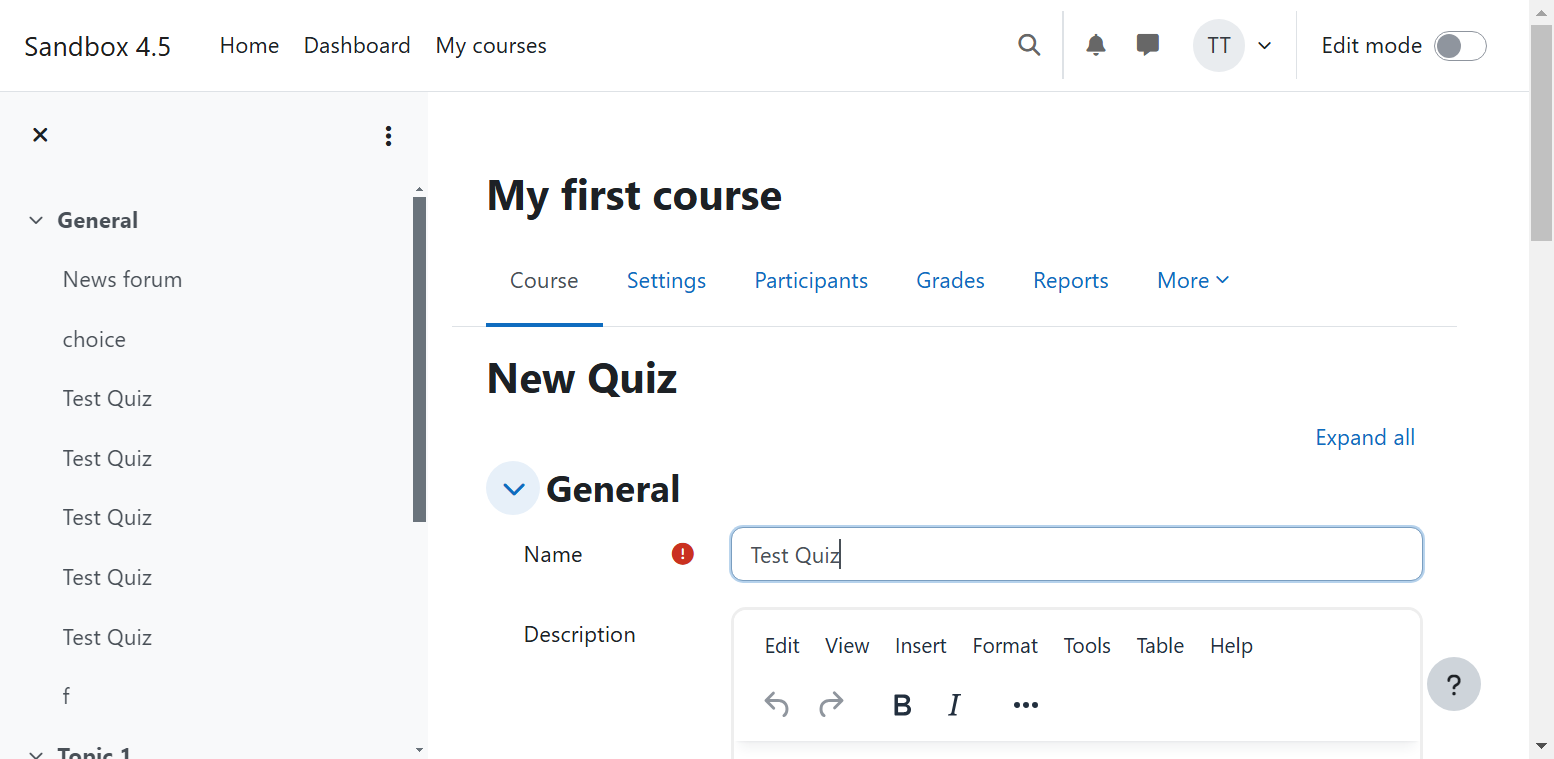 Sandbox 4.5 Home Dashboard My courses TT Edit mode
General
News forum
choice
Test Quiz
Test Quiz
Test Quiz
Test Quiz
Test Quiz
f
Topic 1
My first course
Course Settings Participants Grades Reports More
New Quiz
Expand all
General
Name Test Quiz
Description
Edit View Insert Format Tools Table Help
B I
?